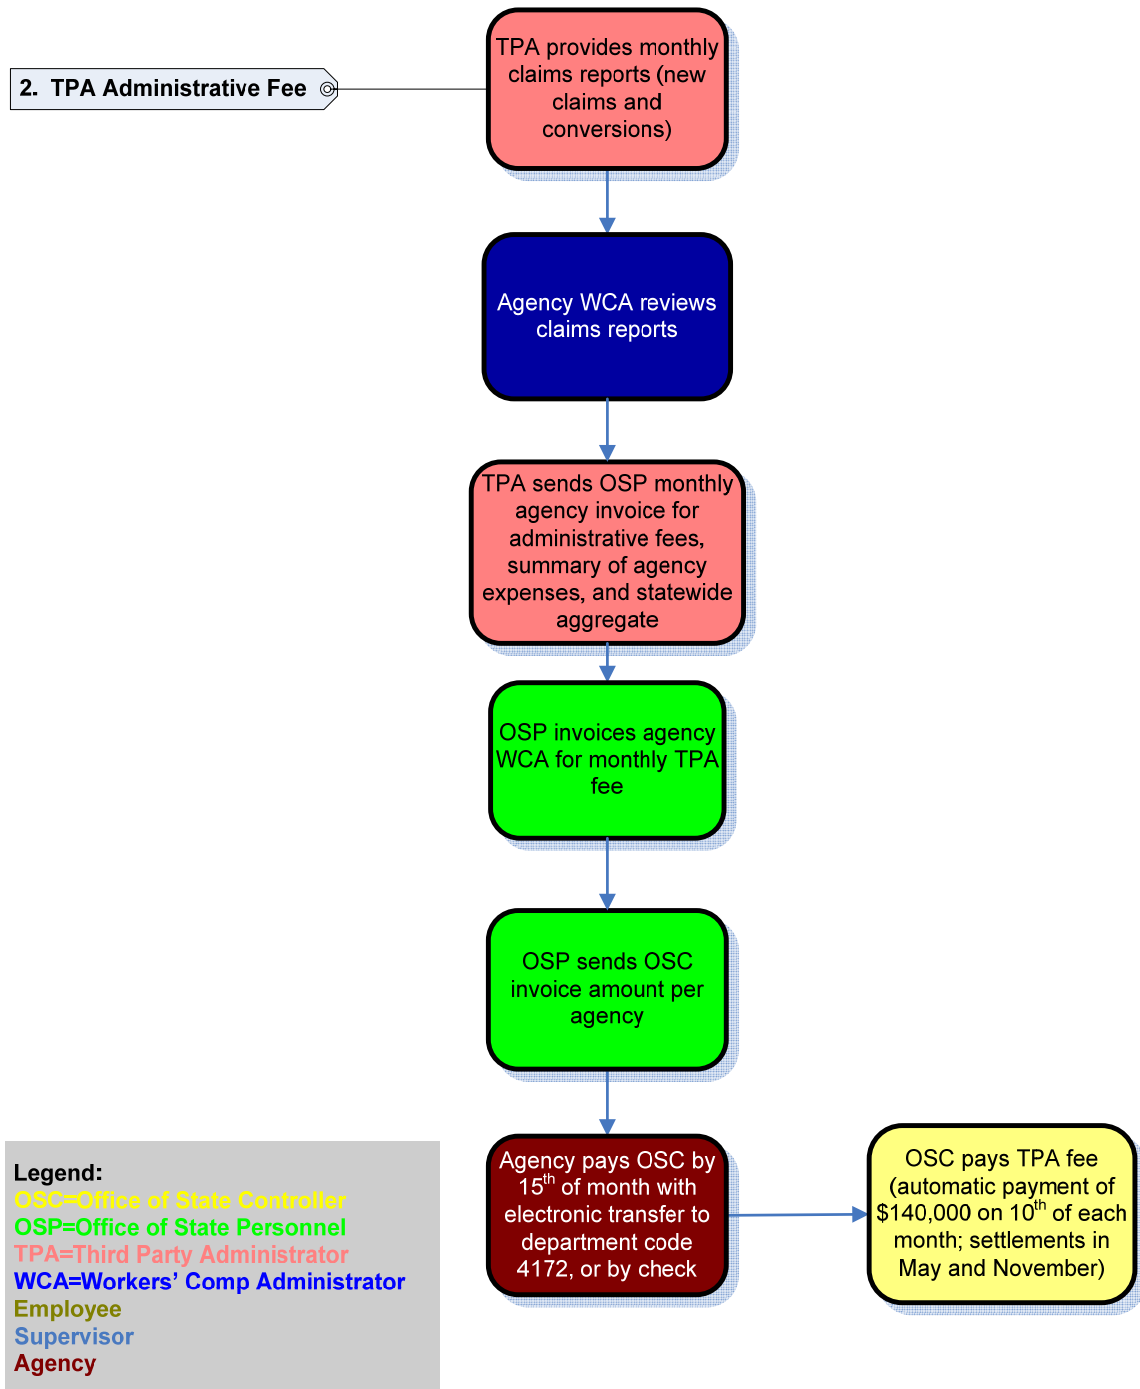 2.  TPA Administrative Fee
TPA provides monthly
claims reports (new
claims and
conversions)
Agency WCA reviews
claims reports
TPA sends OSP monthly
agency invoice for
administrative fees,
summary of agency
expenses, and statewide
aggregate
OSP invoices agency
WCA for monthly TPA
fee
OSP sends OSC
invoice amount per
agency
Agency pays OSC by
15th of month with
electronic transfer to
department code
4172, or by check
OSC pays TPA fee
(automatic payment of
$140,000 on 10th of each
month; settlements in
May and November)
Legend:
OSC=Office of State Controller
OSP=Office of State Personnel
TPA=Third Party Administrator
WCA=Workers’ Comp Administrator
Employee
Supervisor
Agency